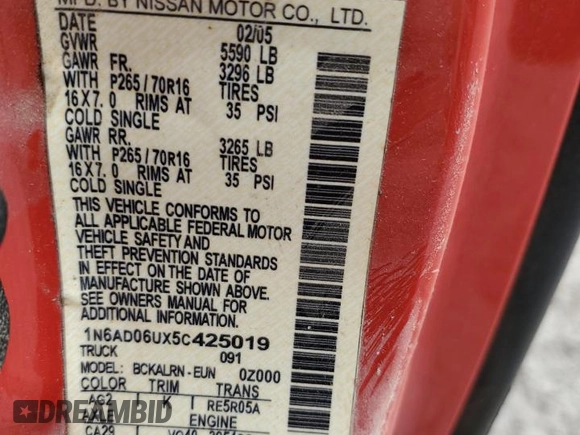 MFD. BY NISSAN MOTOR CO., LTD.
DATE 02/05
GVWR 5590 LB
GAWR FR. 3296 LB
WITH P265/70R16 TIRES
16X7.0 RIMS AT 35 PSI
COLD SINGLE
GAWR RR. 3265 LB
WITH P265/70R16 TIRES
16X7.0 RIMS AT 35 PSI
COLD SINGLE
THIS VEHICLE CONFORMS TO
ALL APPLICABLE FEDERAL MOTOR
VEHICLE SAFETY AND
THEFT PREVENTION STANDARDS
IN EFFECT ON THE DATE OF
MANUFACTURE SHOWN ABOVE.
SEE OWNERS MANUAL FOR
ADDITIONAL INFORMATION.
1N6AD06UX5C425019
TRUCK 091
MODEL: BCKALRN-EUN 0Z000
COLOR TRIM TRANS
AG2 RE5R05A
AXLE ENGINE
CA29
DREAMBID